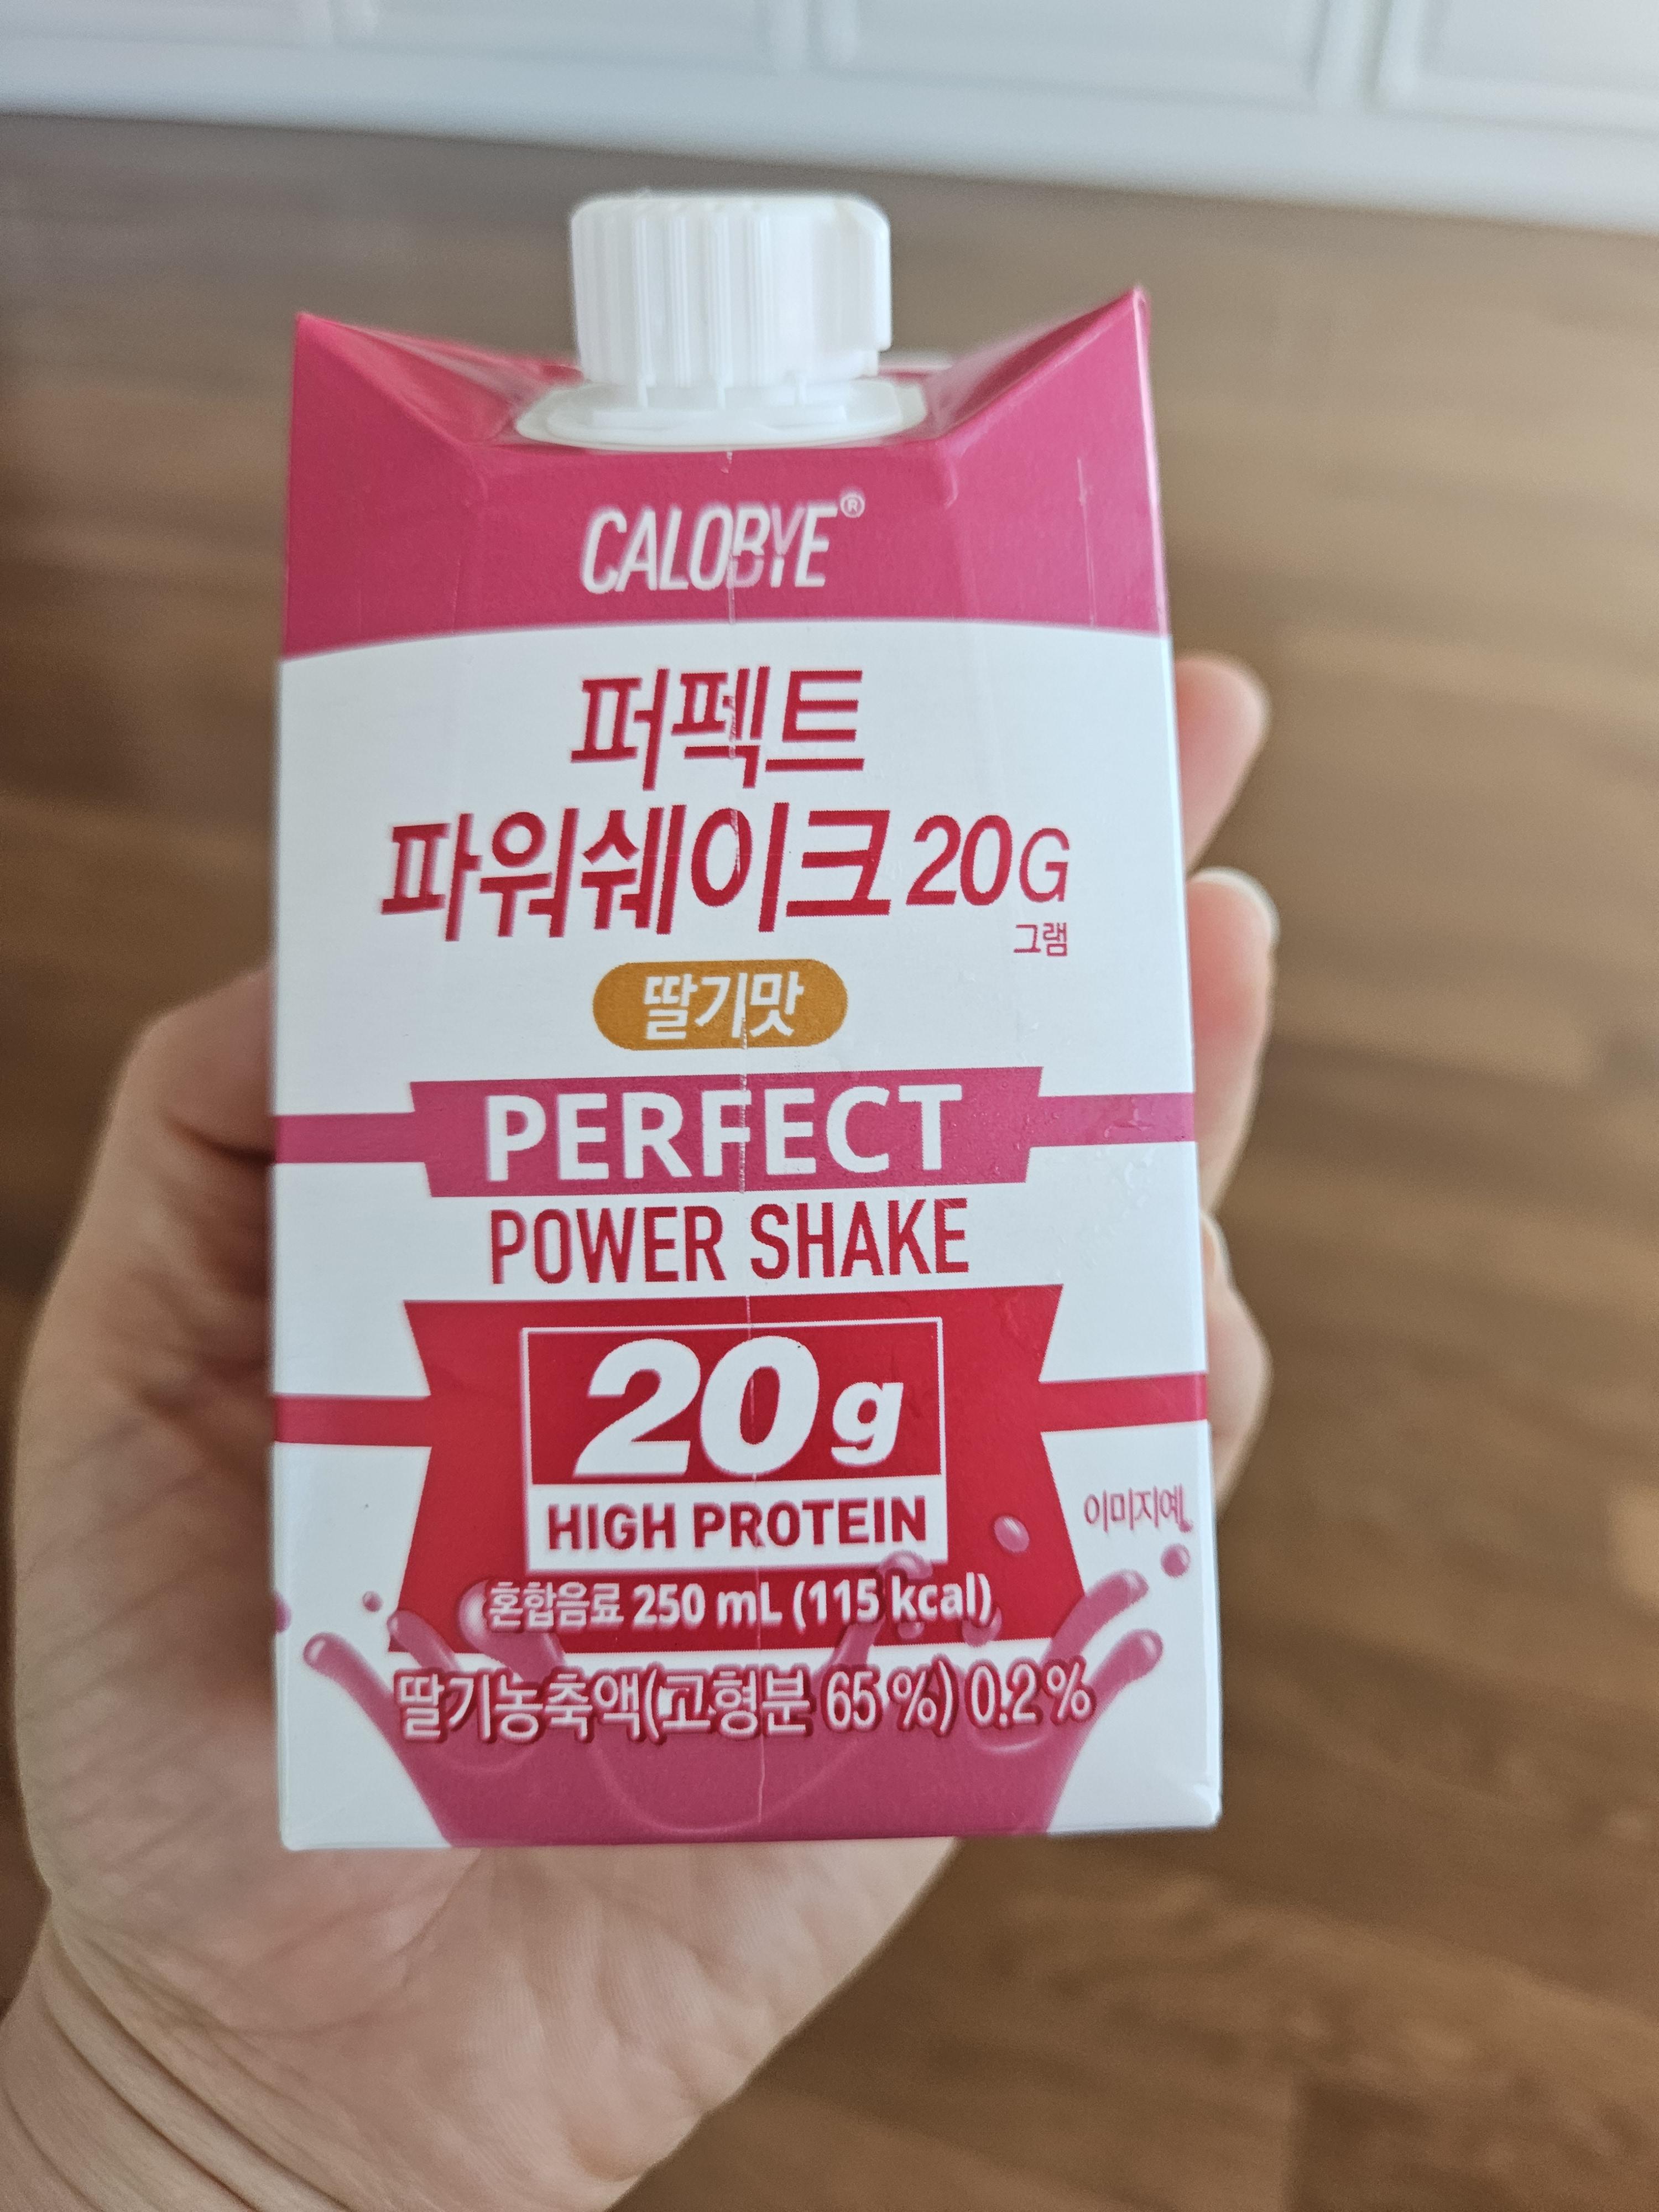 CALOBYE®
퍼펙트
파워쉐이크 20G
그램
딸기맛
PERFECT
POWER SHAKE
20g
HIGH PROTEIN
이미지예
혼합음료 250 mL (115 kcal)
딸기농축액(고형분 65 %) 0.2 %